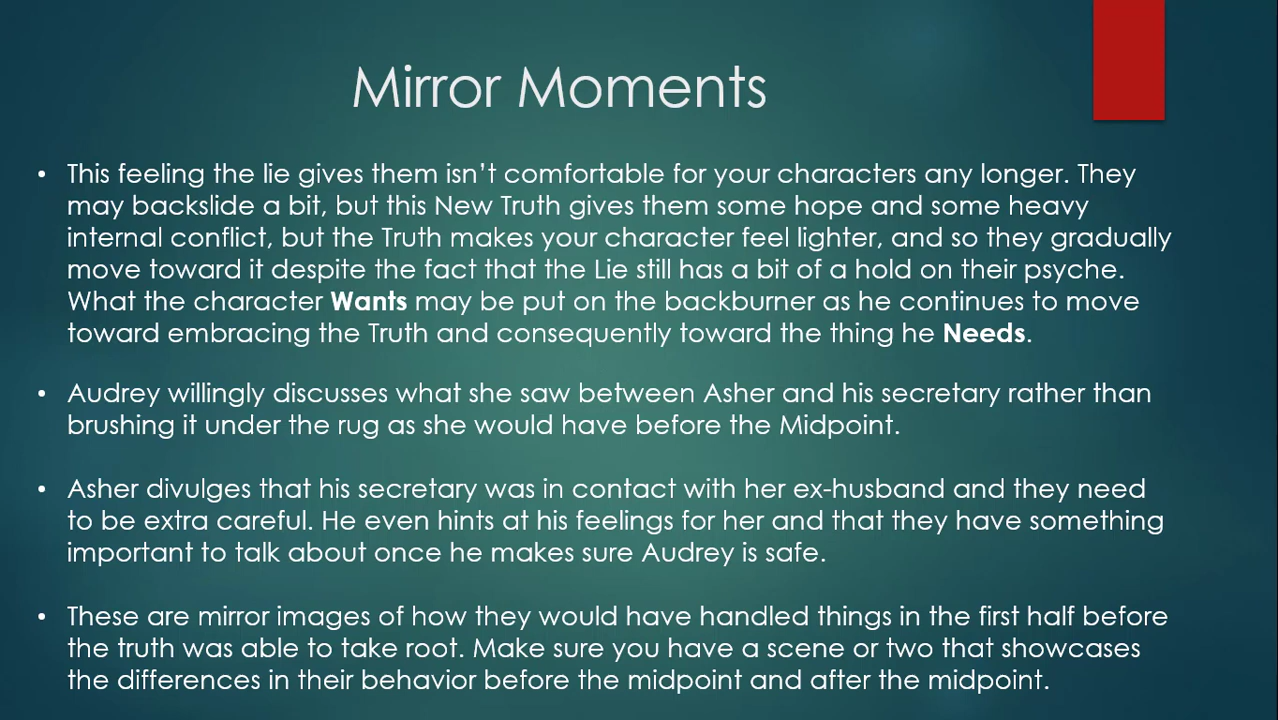 Mirror Moments
• This feeling the lie gives them isn’t comfortable for your characters any longer. They
may backslide a bit, but this New Truth gives them some hope and some heavy
internal conflict, but the Truth makes your character feel lighter, and so they gradually
move toward it despite the fact that the Lie still has a bit of a hold on their psyche.
What the character Wants may be put on the backburner as he continues to move
toward embracing the Truth and consequently toward the thing he Needs.
• Audrey willingly discusses what she saw between Asher and his secretary rather than
brushing it under the rug as she would have before the Midpoint.
• Asher divulges that his secretary was in contact with her ex-husband and they need
to be extra careful. He even hints at his feelings for her and that they have something
important to talk about once he makes sure Audrey is safe.
• These are mirror images of how they would have handled things in the first half before
the truth was able to take root. Make sure you have a scene or two that showcases
the differences in their behavior before the midpoint and after the midpoint.